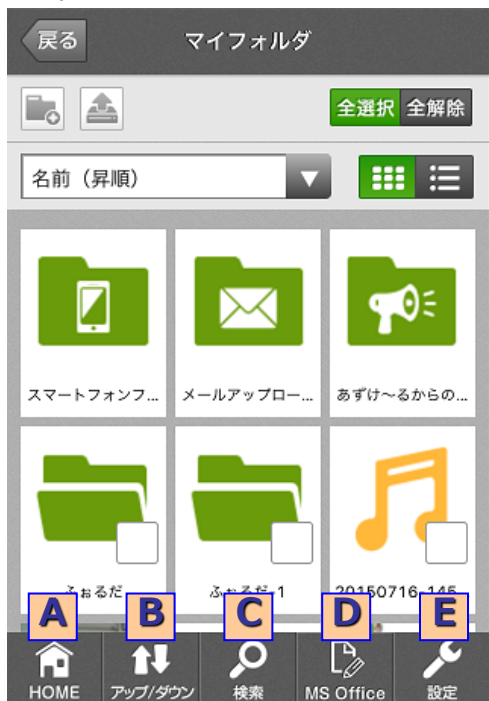 戻る
マイフォルダ
全選択 全解除
名前（昇順）
スマートフォンフ... メールアップロー... あずけ〜るからの...
ふぉるだ ふぉるだ-1
A B C D E
HOME アップ/ダウン 検索 MS Office 設定